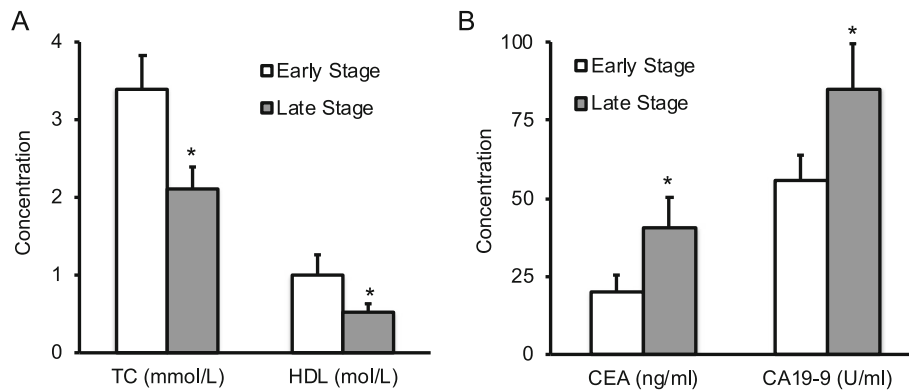 A
Concentration
4
3
2
1
0
Early Stage
Late Stage
*
*
TC (mmol/L) HDL (mol/L)
B
Concentration
100
75
50
25
0
Early Stage
Late Stage
*
*
CEA (ng/ml) CA19-9 (U/ml)